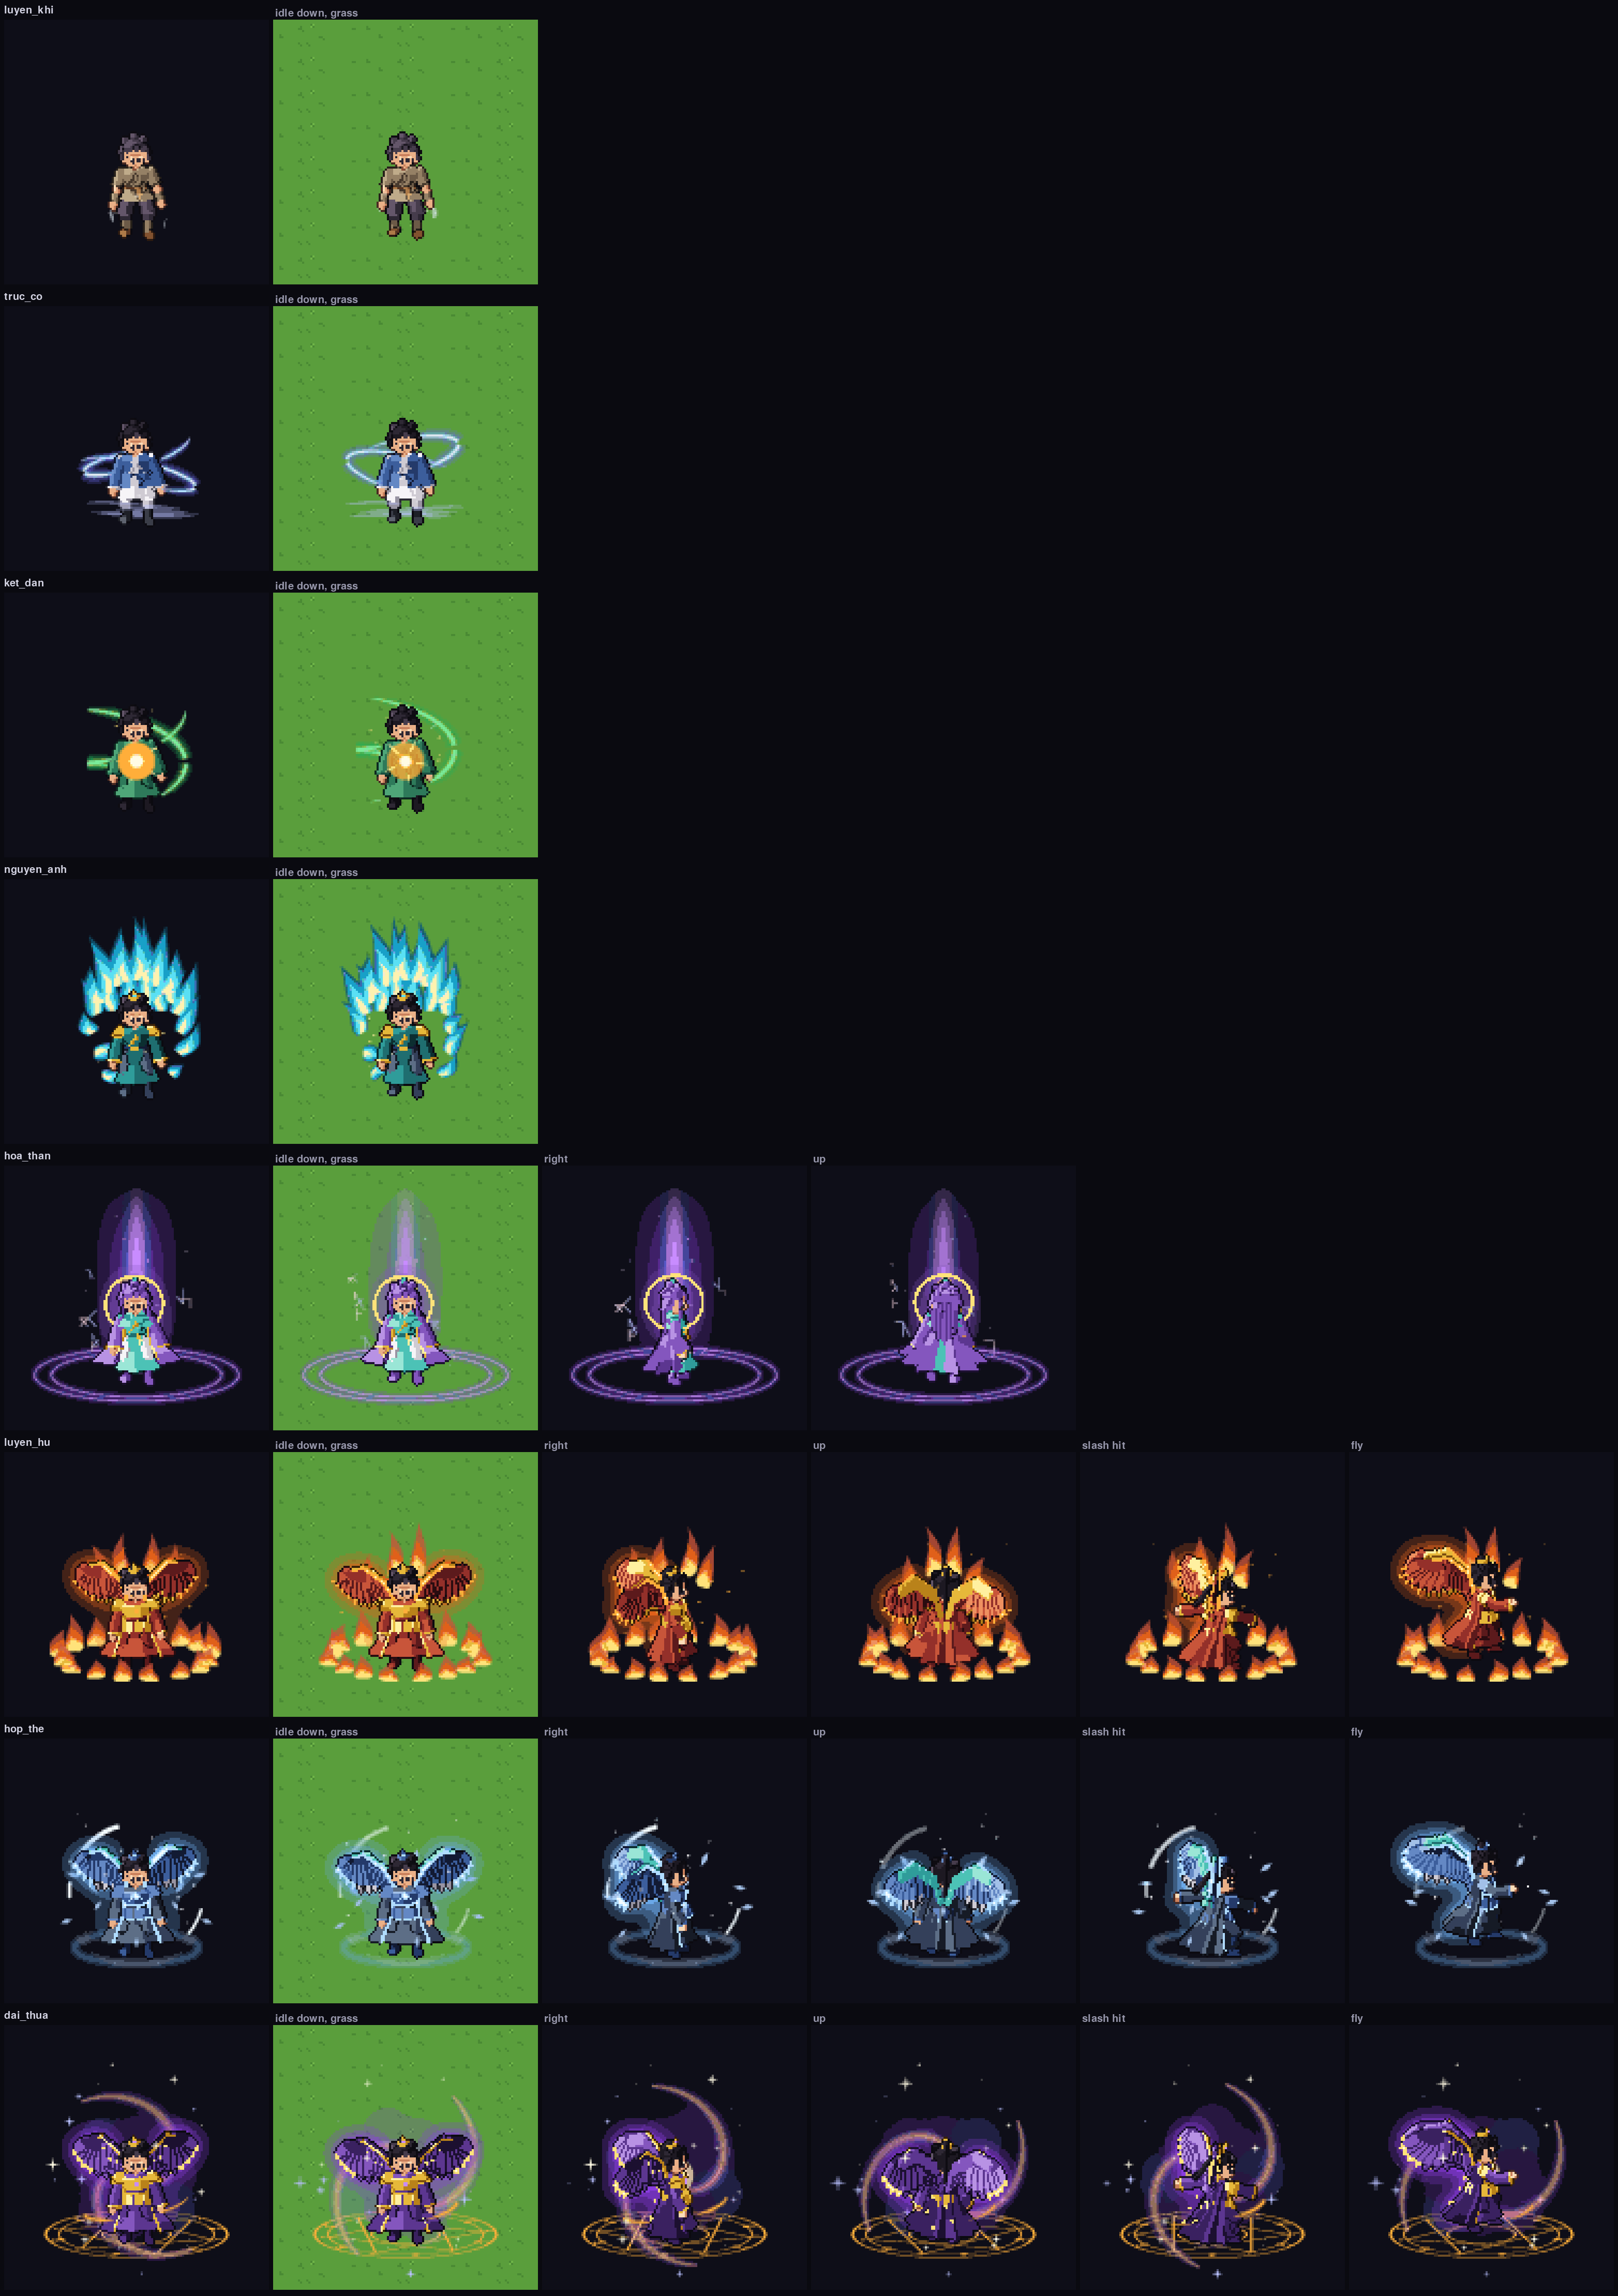 luyen_khi
idle down, grass
truc_co
idle down, grass
ket_dan
idle down, grass
nguyen_anh
idle down, grass
hoa_than
idle down, grass
right
up
luyen_hu
idle down, grass
right
up
slash hit
fly
hop_the
idle down, grass
right
up
slash hit
fly
dai_thua
idle down, grass
right
up
slash hit
fly